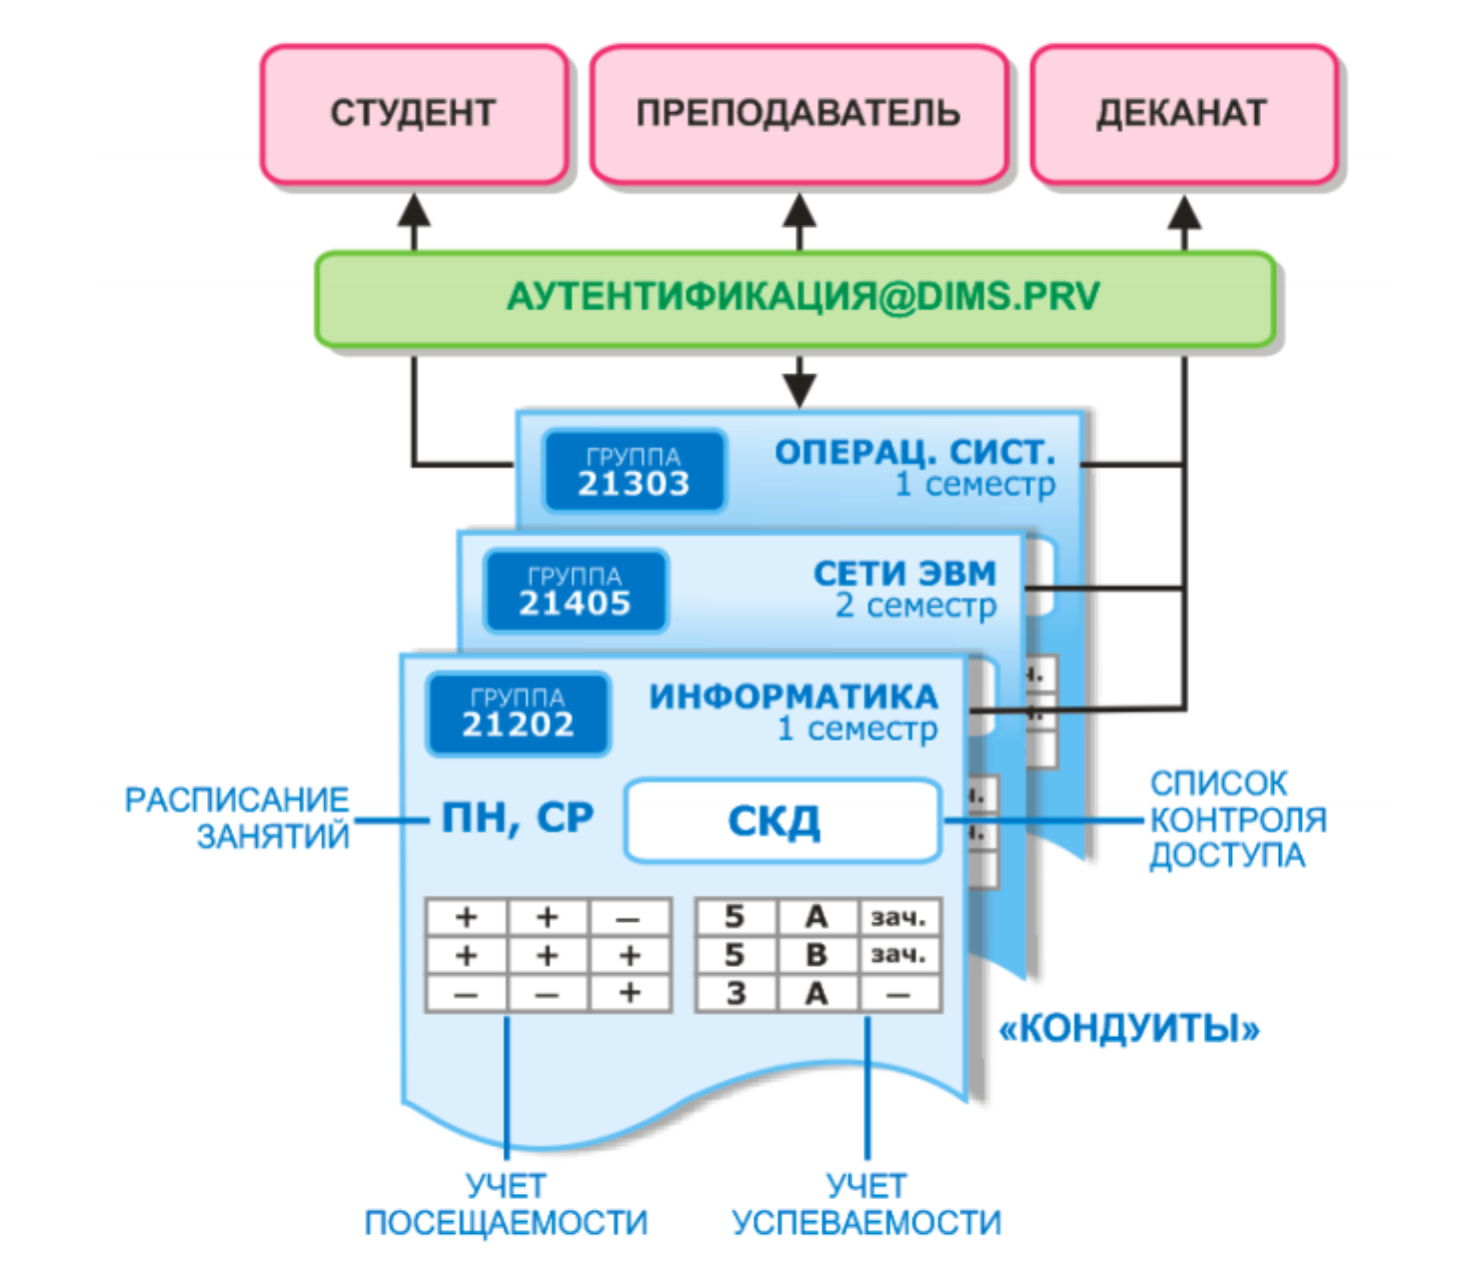 СТУДЕНТ
ПРЕПОДАВАТЕЛЬ
ДЕКАНАТ
АУТЕНТИФИКАЦИЯ@DIMS.PRV
ГРУППА
21303
ОПЕРАЦ. СИСТ.
1 семестр
ГРУППА
21405
СЕТИ ЭВМ
2 семестр
ГРУППА
21202
ИНФОРМАТИКА
1 семестр
РАСПИСАНИЕ
ЗАНЯТИЙ
ПН, СР
СКД
СПИСОК
КОНТРОЛЯ
ДОСТУПА
+ + – 5 A зач.
+ + + 5 B зач.
– – + 3 A –
«КОНДУИТЫ»
УЧЕТ
ПОСЕЩАЕМОСТИ
УЧЕТ
УСПЕВАЕМОСТИ